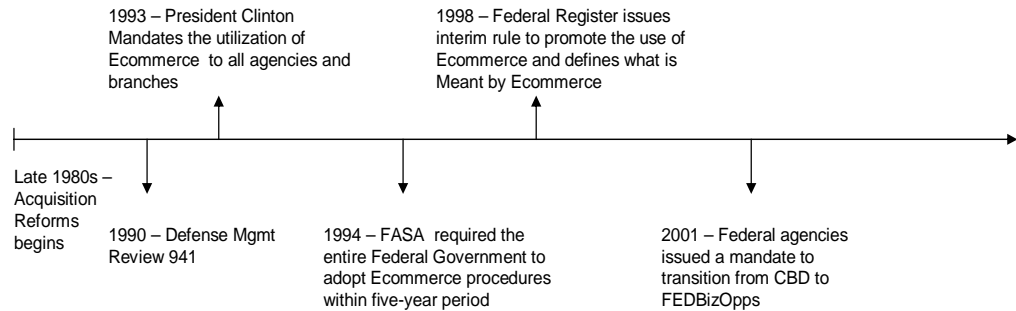 1993 – President Clinton
Mandates the utilization of
Ecommerce to all agencies and
branches
1998 – Federal Register issues
interim rule to promote the use of
Ecommerce and defines what is
Meant by Ecommerce
Late 1980s –
Acquisition
Reforms
begins
1990 – Defense Mgmt
Review 941
1994 – FASA required the
entire Federal Government to
adopt Ecommerce procedures
within five-year period
2001 – Federal agencies
issued a mandate to
transition from CBD to
FEDBizOpps